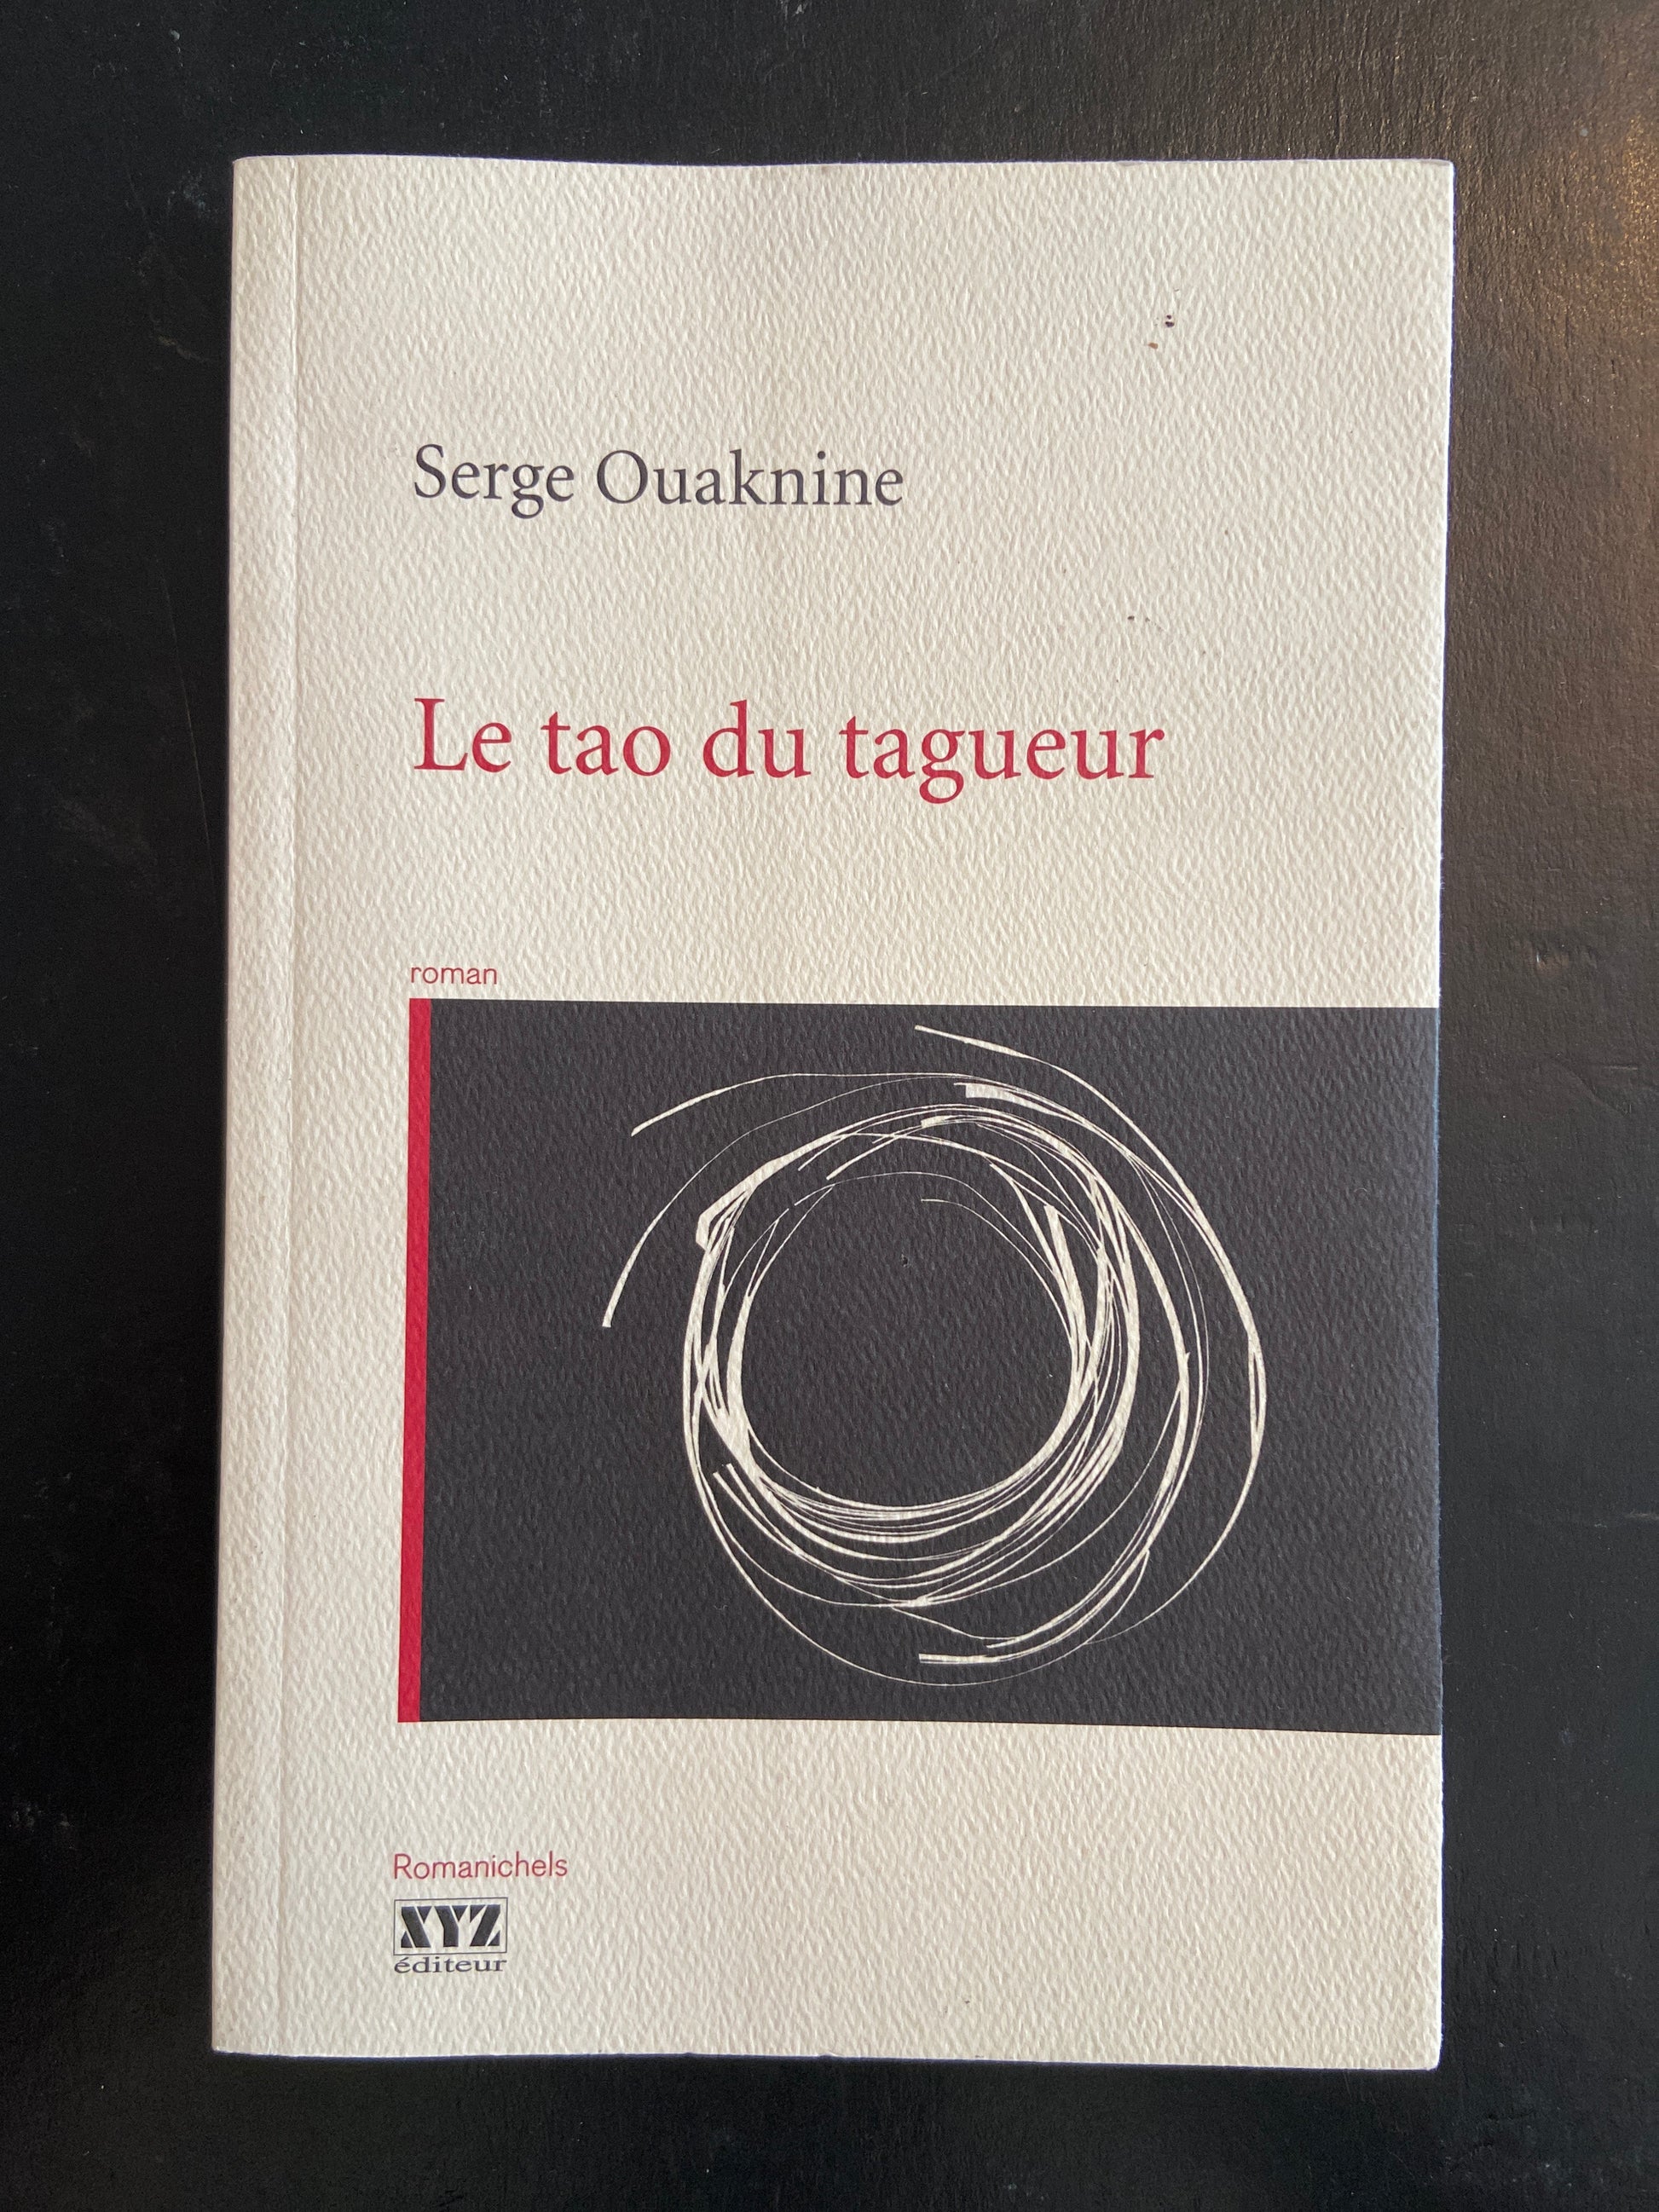 Serge Ouaknine
Le tao du tagueur
roman
Romanichels
XYZ
éditeur